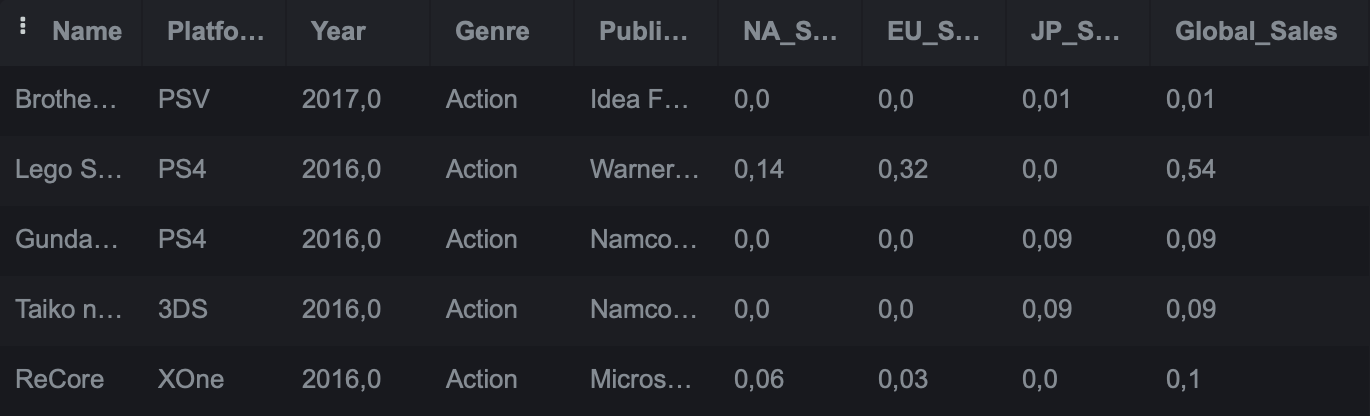 Name Platfo... Year Genre Publi... NA_S... EU_S... JP_S... Global_Sales
Brothe... PSV 2017,0 Action Idea F... 0,0 0,0 0,01 0,01
Lego S... PS4 2016,0 Action Warner... 0,14 0,32 0,0 0,54
Gunda... PS4 2016,0 Action Namco... 0,0 0,0 0,09 0,09
Taiko n... 3DS 2016,0 Action Namco... 0,0 0,0 0,09 0,09
ReCore XOne 2016,0 Action Micros... 0,06 0,03 0,0 0,1